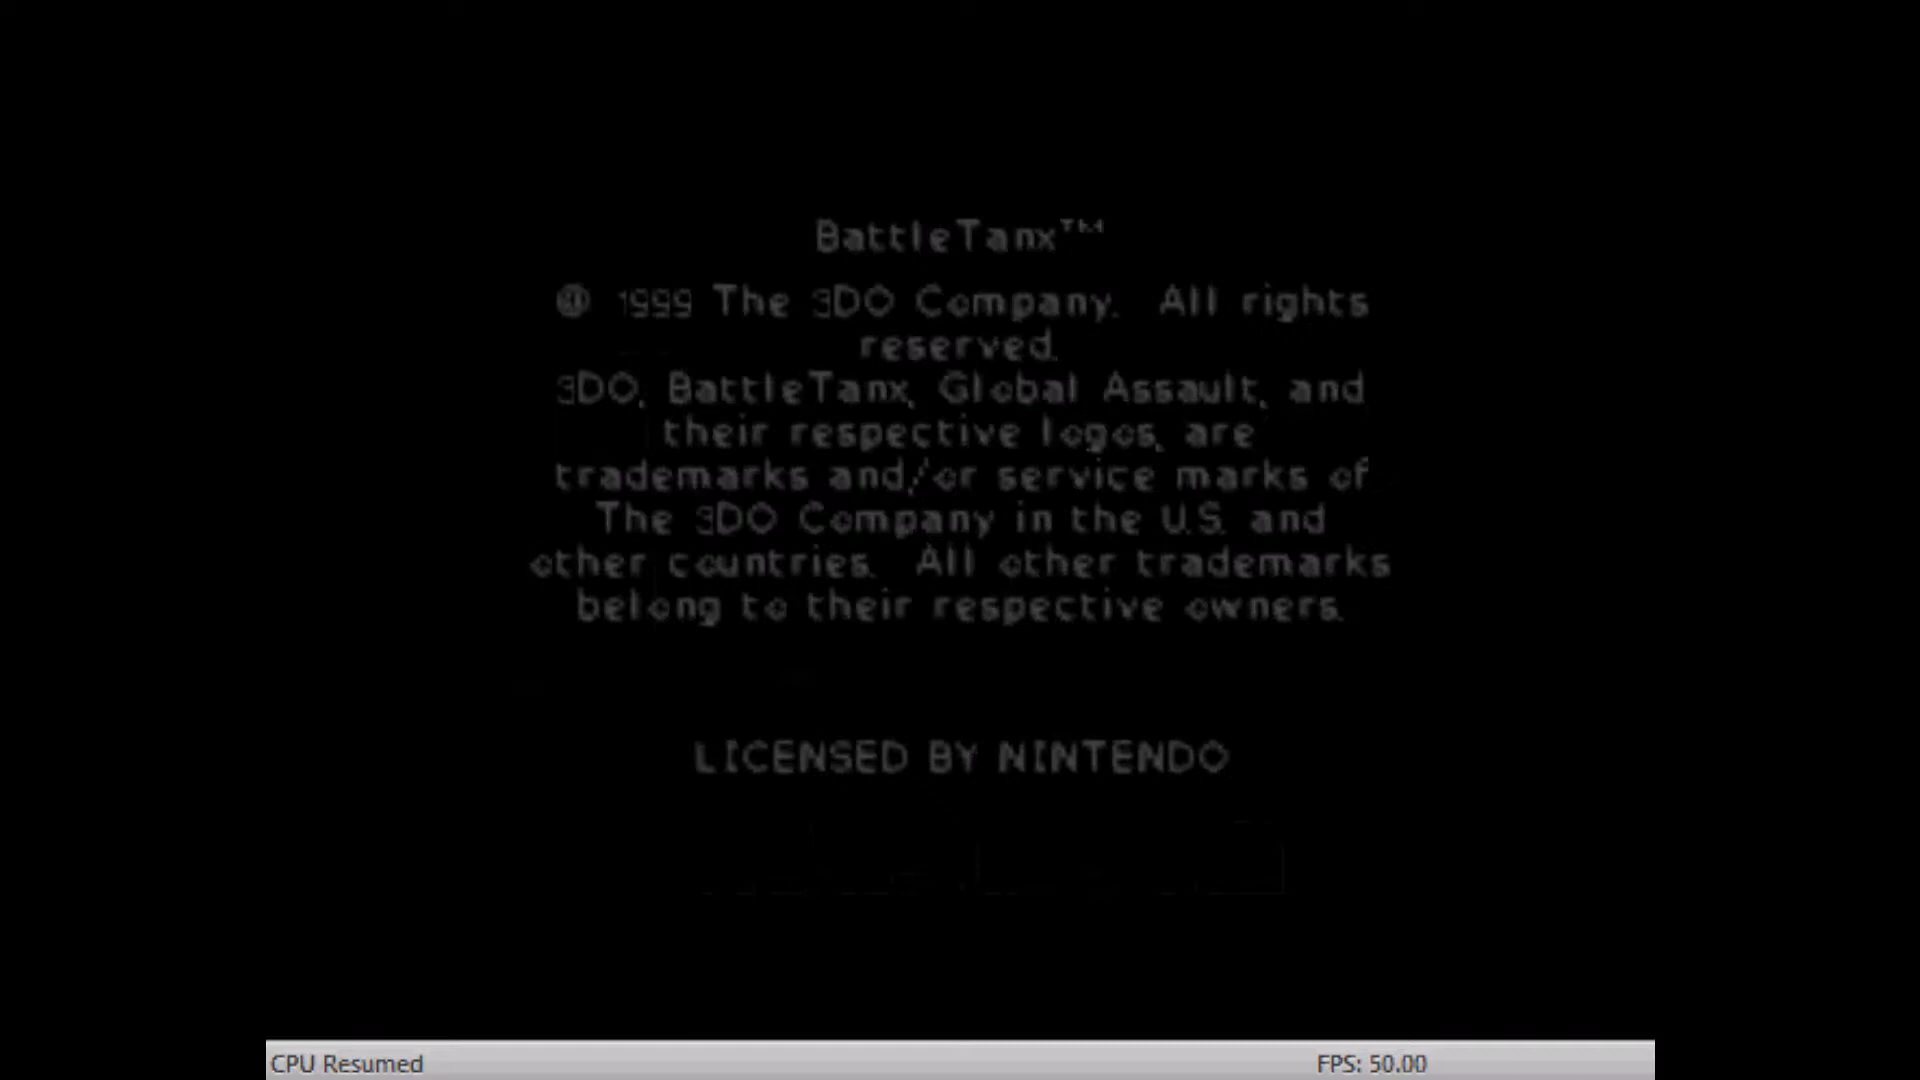 BattleTanx™
© 1999 The 3DO Company. All rights
reserved.
3DO, BattleTanx, Global Assault, and
their respective logos, are
trademarks and/or service marks of
The 3DO Company in the U.S. and
other countries. All other trademarks
belong to their respective owners.
LICENSED BY NINTENDO
CPU Resumed
FPS: 50.00